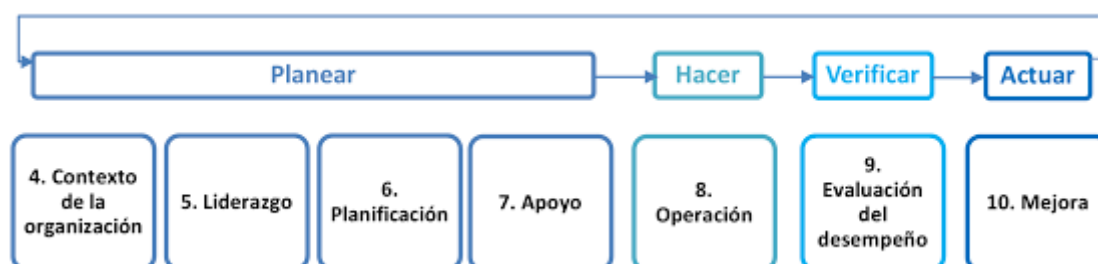 Planear
Hacer
Verificar
Actuar
4. Contexto
de la
organización
5. Liderazgo
6.
Planificación
7. Apoyo
8.
Operación
9.
Evaluación
del
desempeño
10. Mejora